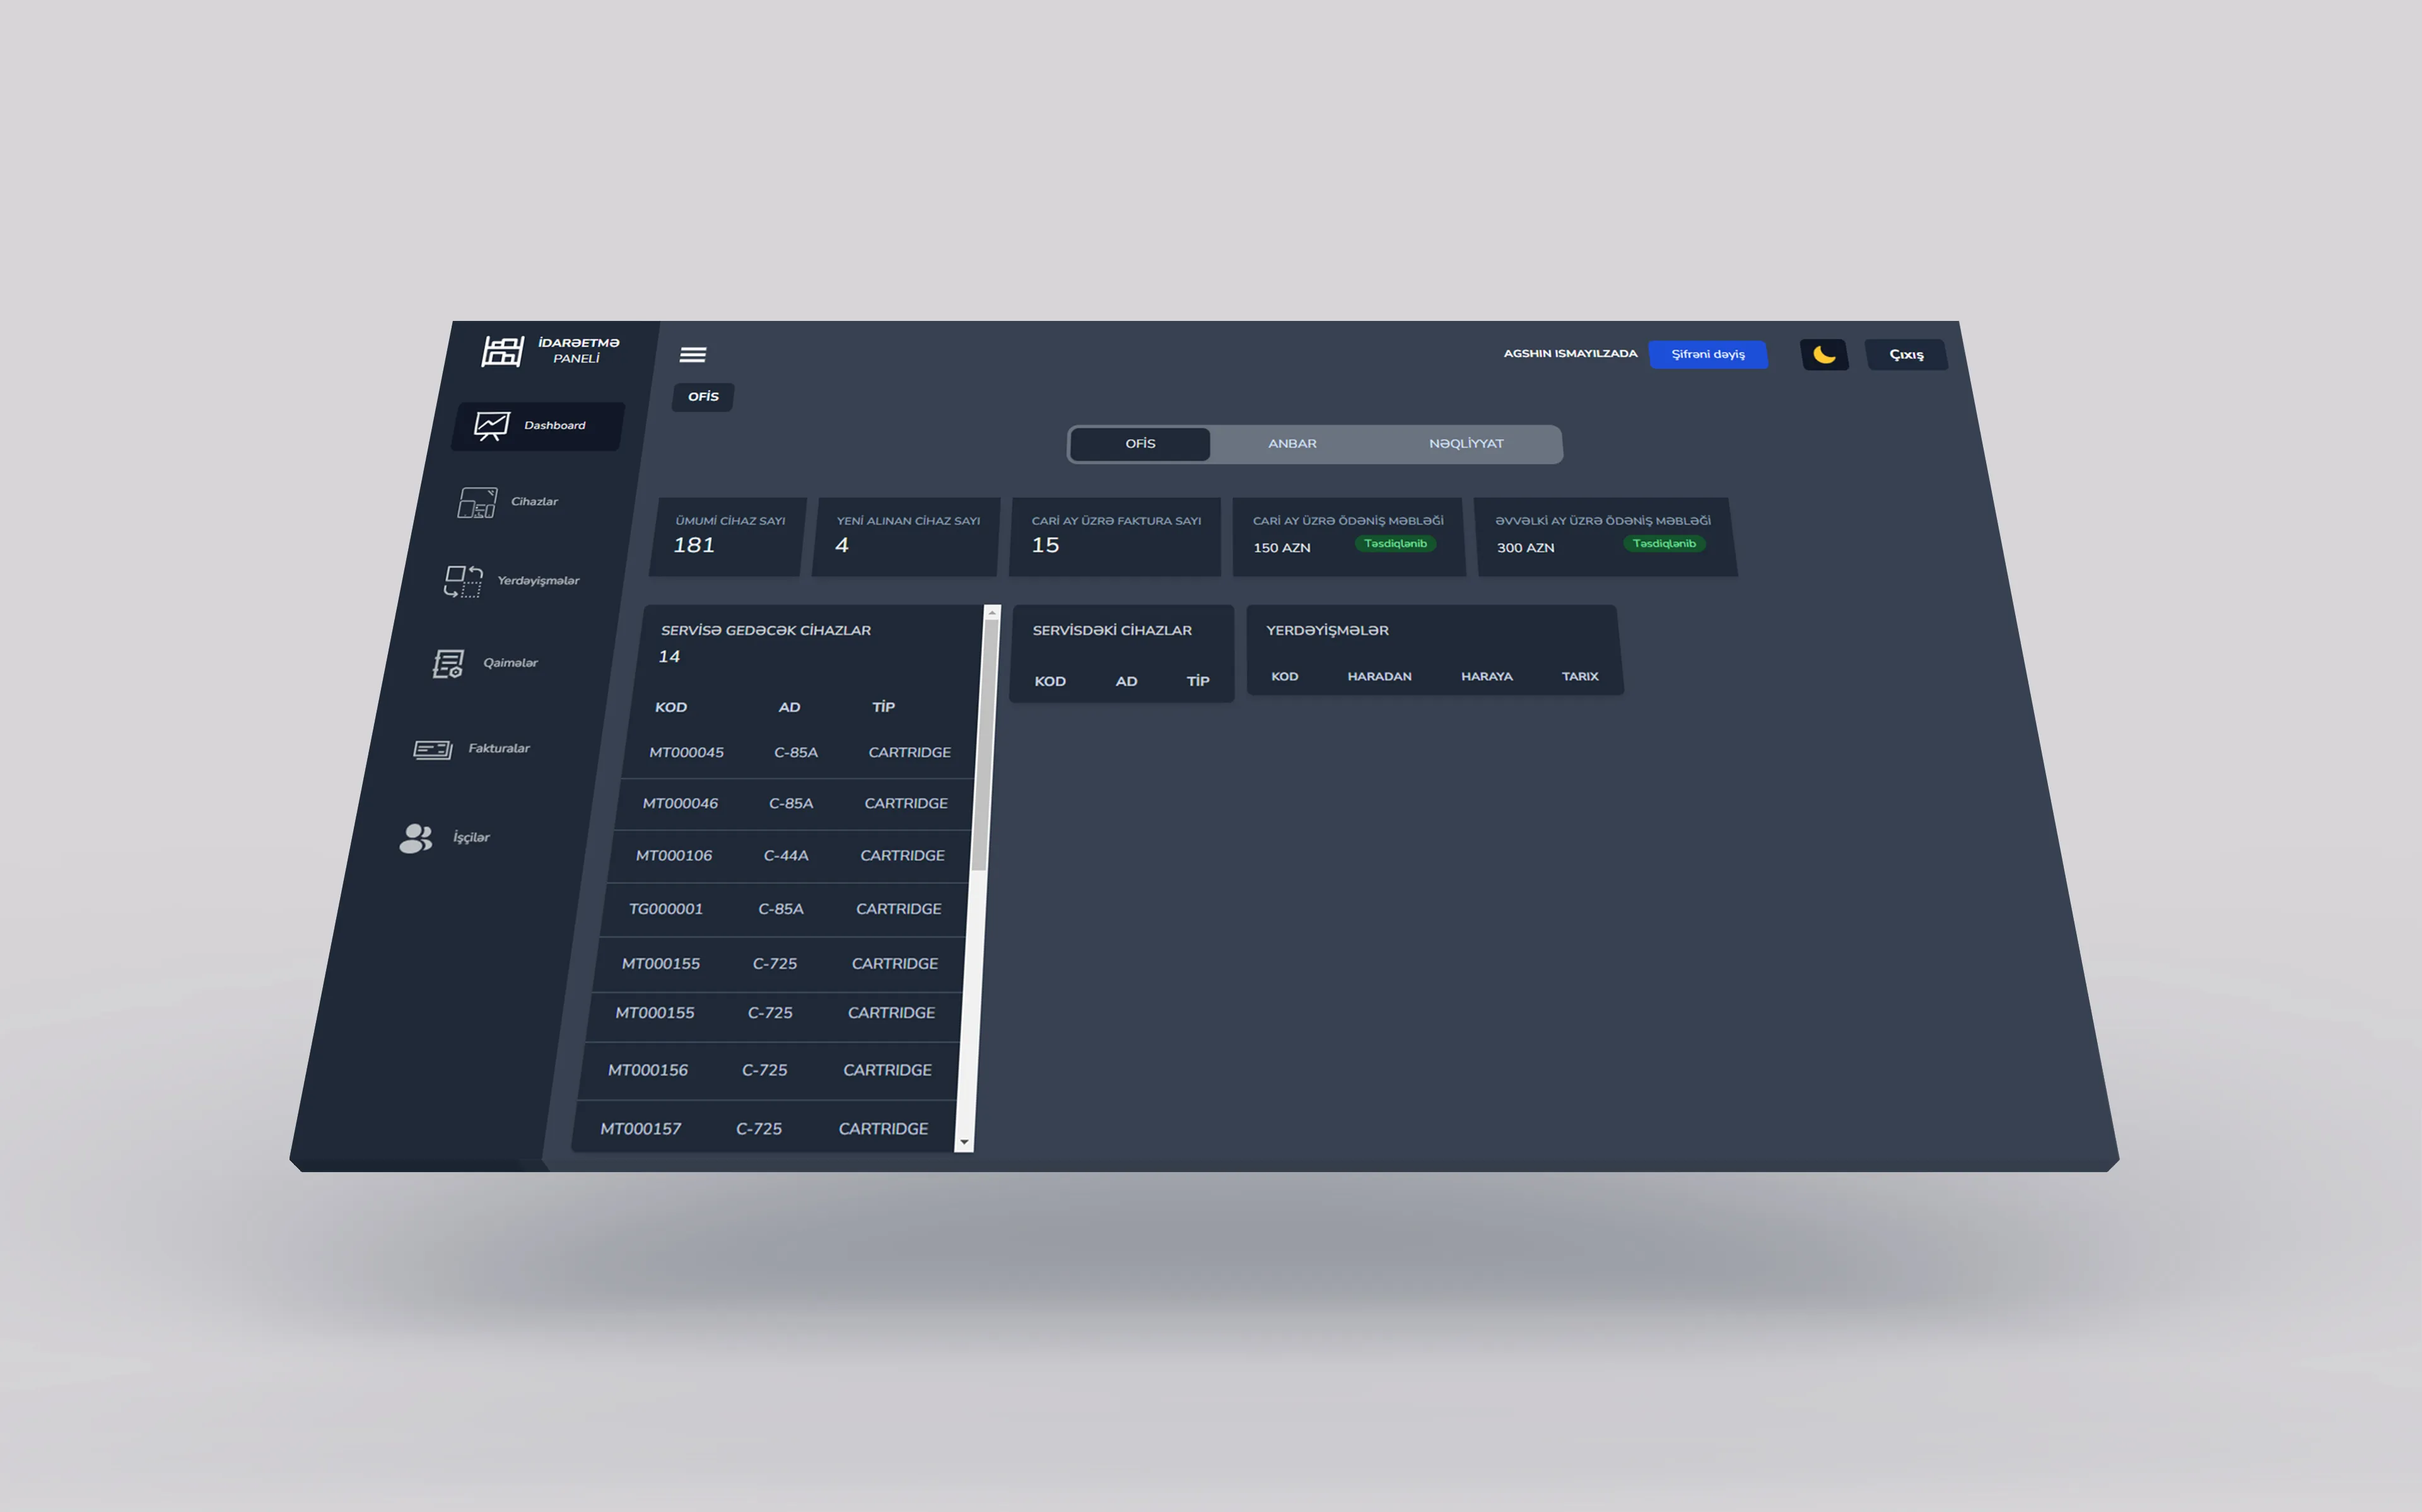 İDARƏETMƏ
PANELİ
AGSHIN ISMAYILZADA
Şifrəni dəyiş
Çıxış
OFİS
Dashboard
Cihazlar
Yerdəyişmələr
Qaimələr
Fakturalar
İşçilər
OFİS ANBAR NƏQLİYYAT
ÜMUMİ CİHAZ SAYI
181
YENİ ALINAN CİHAZ SAYI
4
CARİ AY ÜZRƏ FAKTURA SAYI
15
CARİ AY ÜZRƏ ÖDƏNİŞ MƏBLƏĞİ
150 AZN Təsdiqlənib
ƏVVƏLKİ AY ÜZRƏ ÖDƏNİŞ MƏBLƏĞİ
300 AZN Təsdiqlənib
SERVİSƏ GEDƏCƏK CİHAZLAR
14
KOD AD TİP
MT000045 C-85A CARTRIDGE
MT000046 C-85A CARTRIDGE
MT000106 C-44A CARTRIDGE
TG000001 C-85A CARTRIDGE
MT000155 C-725 CARTRIDGE
MT000155 C-725 CARTRIDGE
MT000156 C-725 CARTRIDGE
MT000157 C-725 CARTRIDGE
SERVİSDƏKİ CİHAZLAR
KOD AD TİP
YERDƏYİŞMƏLƏR
KOD HARADAN HARAYA TARIX